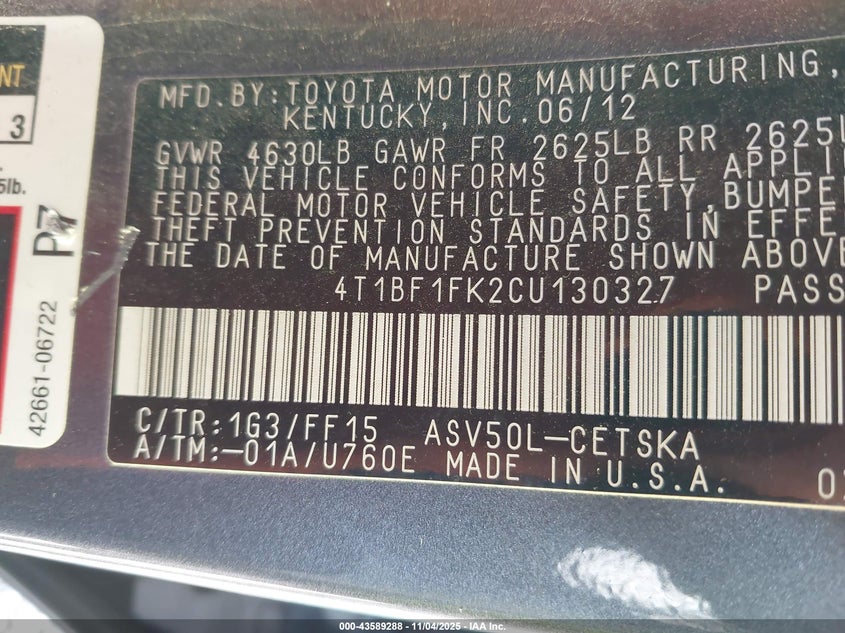 NT
3
5lb.
P7
42661-06722
MFD.BY:TOYOTA MOTOR MANUFACTURING,
KENTUCKY,INC.06/12
GVWR 4630LB GAWR FR 2625LB RR 2625L
THIS VEHICLE CONFORMS TO ALL APPLI
FEDERAL MOTOR VEHICLE SAFETY,BUMPE
THEFT PREVENTION STANDARDS IN EFFE
THE DATE OF MANUFACTURE SHOWN ABOVE
4T1BF1FK2CU130327 PASS
C/TR:1G3/FF15 ASV50L-CETSKA
A/TM:-01A/U760E MADE IN U.S.A.
000-43589288 - 11/04/2025 - IAA Inc.